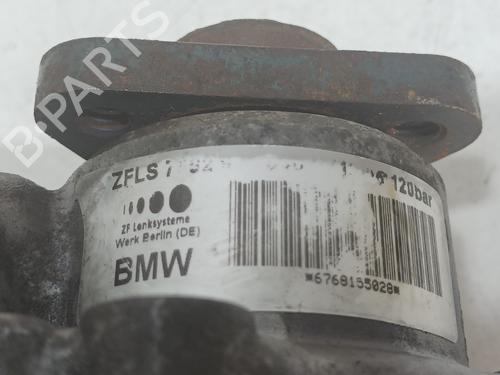 B-PARTS
ZFLS 120bar
ZF Lenksysteme
Werk Berlin (DE)
BMW
*6768155028*